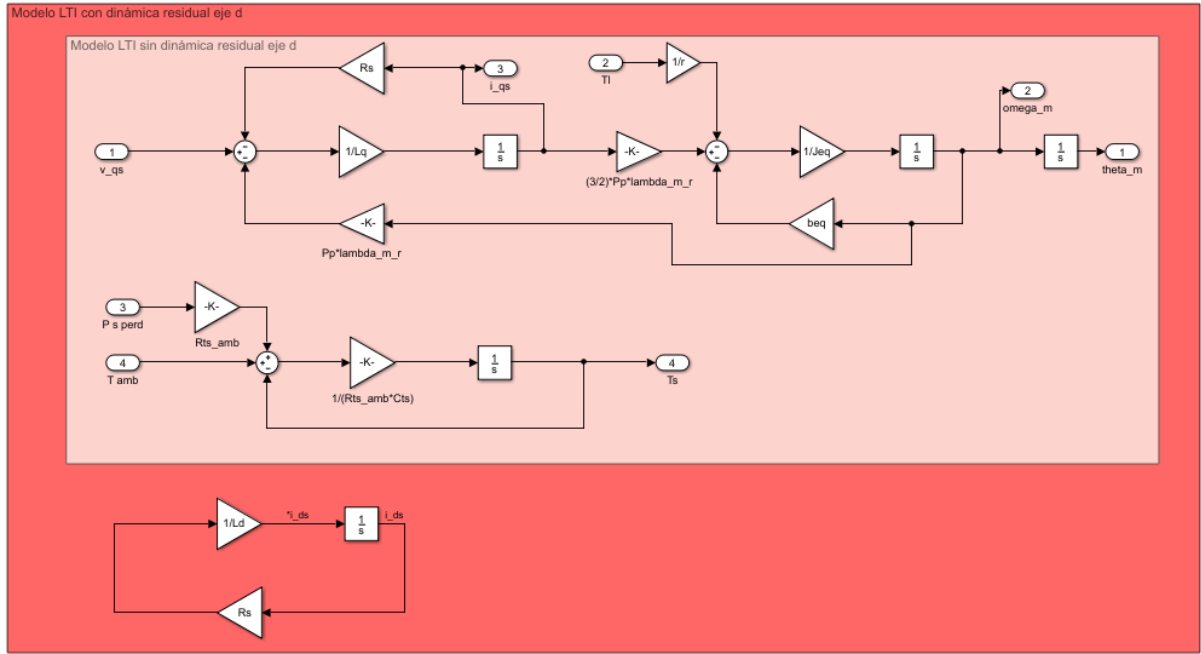 Modelo LTI con dinámica residual eje d
Modelo LTI sin dinámica residual eje d
Rs
3
i_qs
2
Tl
1/r
2
omega_m
1
v_qs
+
−
−
1/Lq
1
s
-K-
(3/2)*Pp*lambda_m_r
+
−
−
1/Jeq
1
s
1
s
1
theta_m
-K-
Pp*lambda_m_r
beq
3
P s perd
-K-
Rts_amb
4
T amb
+
+
−
-K-
1/(Rts_amb*Cts)
1
s
4
Ts
1/Ld
*i_ds
1
s
i_ds
Rs